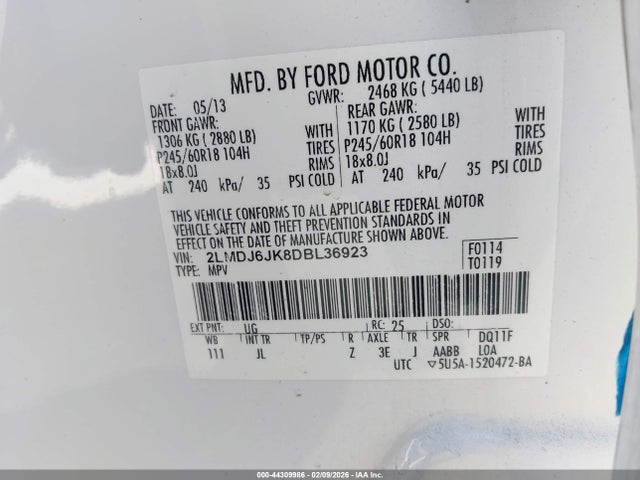 MFD. BY FORD MOTOR CO.
DATE: 05/13 GVWR: 2468 KG ( 5440 LB)
FRONT GAWR: REAR GAWR:
1306 KG ( 2880 LB) WITH 1170 KG ( 2580 LB) WITH
P245/60R18 104H TIRES P245/60R18 104H TIRES
18x8.0J RIMS 18x8.0J RIMS
AT 240 kPa/ 35 PSI COLD AT 240 kPa/ 35 PSI COLD
THIS VEHICLE CONFORMS TO ALL APPLICABLE FEDERAL MOTOR
VEHICLE SAFETY AND THEFT PREVENTION STANDARDS IN
EFFECT ON THE DATE OF MANUFACTURE SHOWN ABOVE.
VIN: 2LMDJ6JK8DBL36923 F0114
TYPE: MPV T0119
EXT PNT: UG RC: 25 DSO:
WB INT TR TP/PS R AXLE TR SPR DQ11F
111 JL Z 3E J AABB LOA
UTC ▽5U5A-1520472-BA
000-44309986 | 02/09/2026 - IAA Inc.